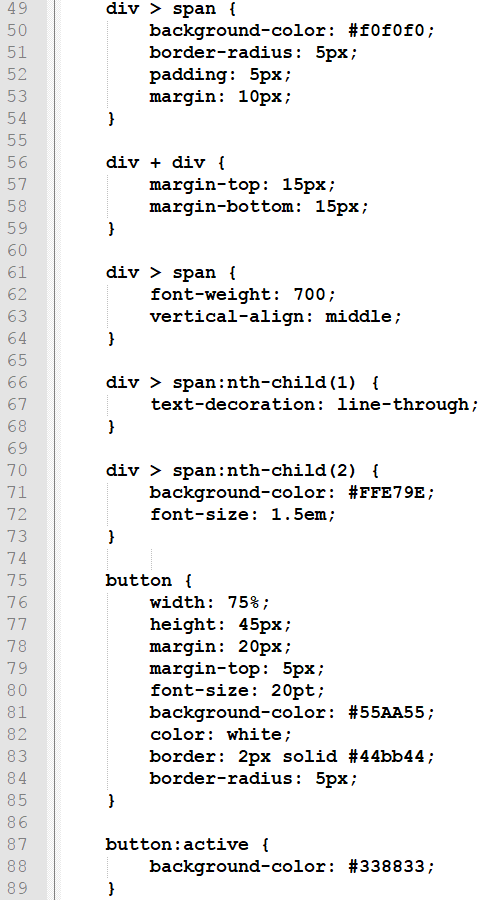 49 div > span {
50 background-color: #f0f0f0;
51 border-radius: 5px;
52 padding: 5px;
53 margin: 10px;
54 }
55
56 div + div {
57 margin-top: 15px;
58 margin-bottom: 15px;
59 }
60
61 div > span {
62 font-weight: 700;
63 vertical-align: middle;
64 }
65
66 div > span:nth-child(1) {
67 text-decoration: line-through;
68 }
69
70 div > span:nth-child(2) {
71 background-color: #FFE79E;
72 font-size: 1.5em;
73 }
74
75 button {
76 width: 75%;
77 height: 45px;
78 margin: 20px;
79 margin-top: 5px;
80 font-size: 20pt;
81 background-color: #55AA55;
82 color: white;
83 border: 2px solid #44bb44;
84 border-radius: 5px;
85 }
86
87 button:active {
88 background-color: #338833;
89 }